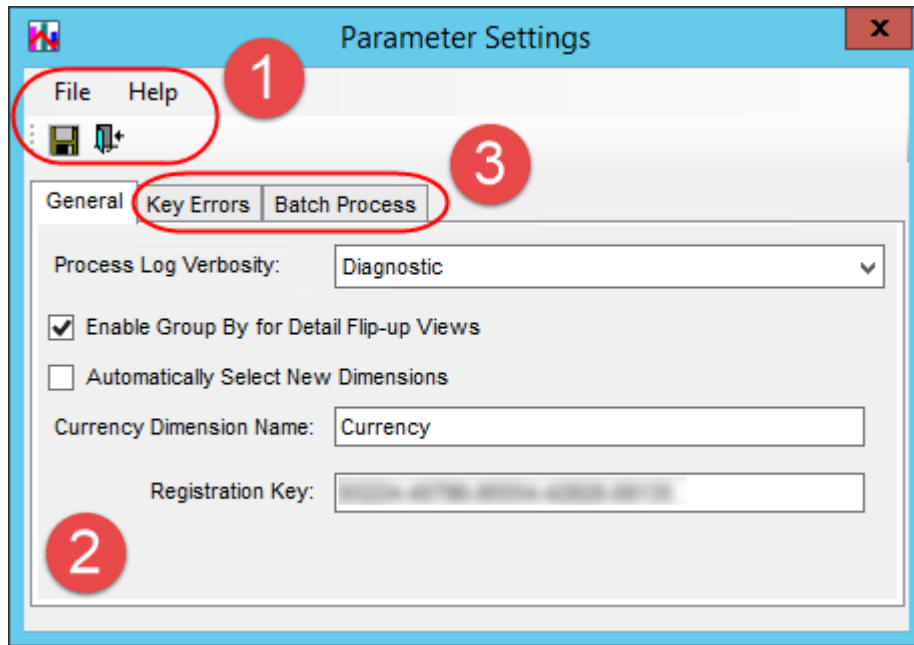 Parameter Settings
x
File Help
1
General Key Errors Batch Process
3
Process Log Verbosity: Diagnostic
Enable Group By for Detail Flip-up Views
Automatically Select New Dimensions
Currency Dimension Name: Currency
Registration Key:
2